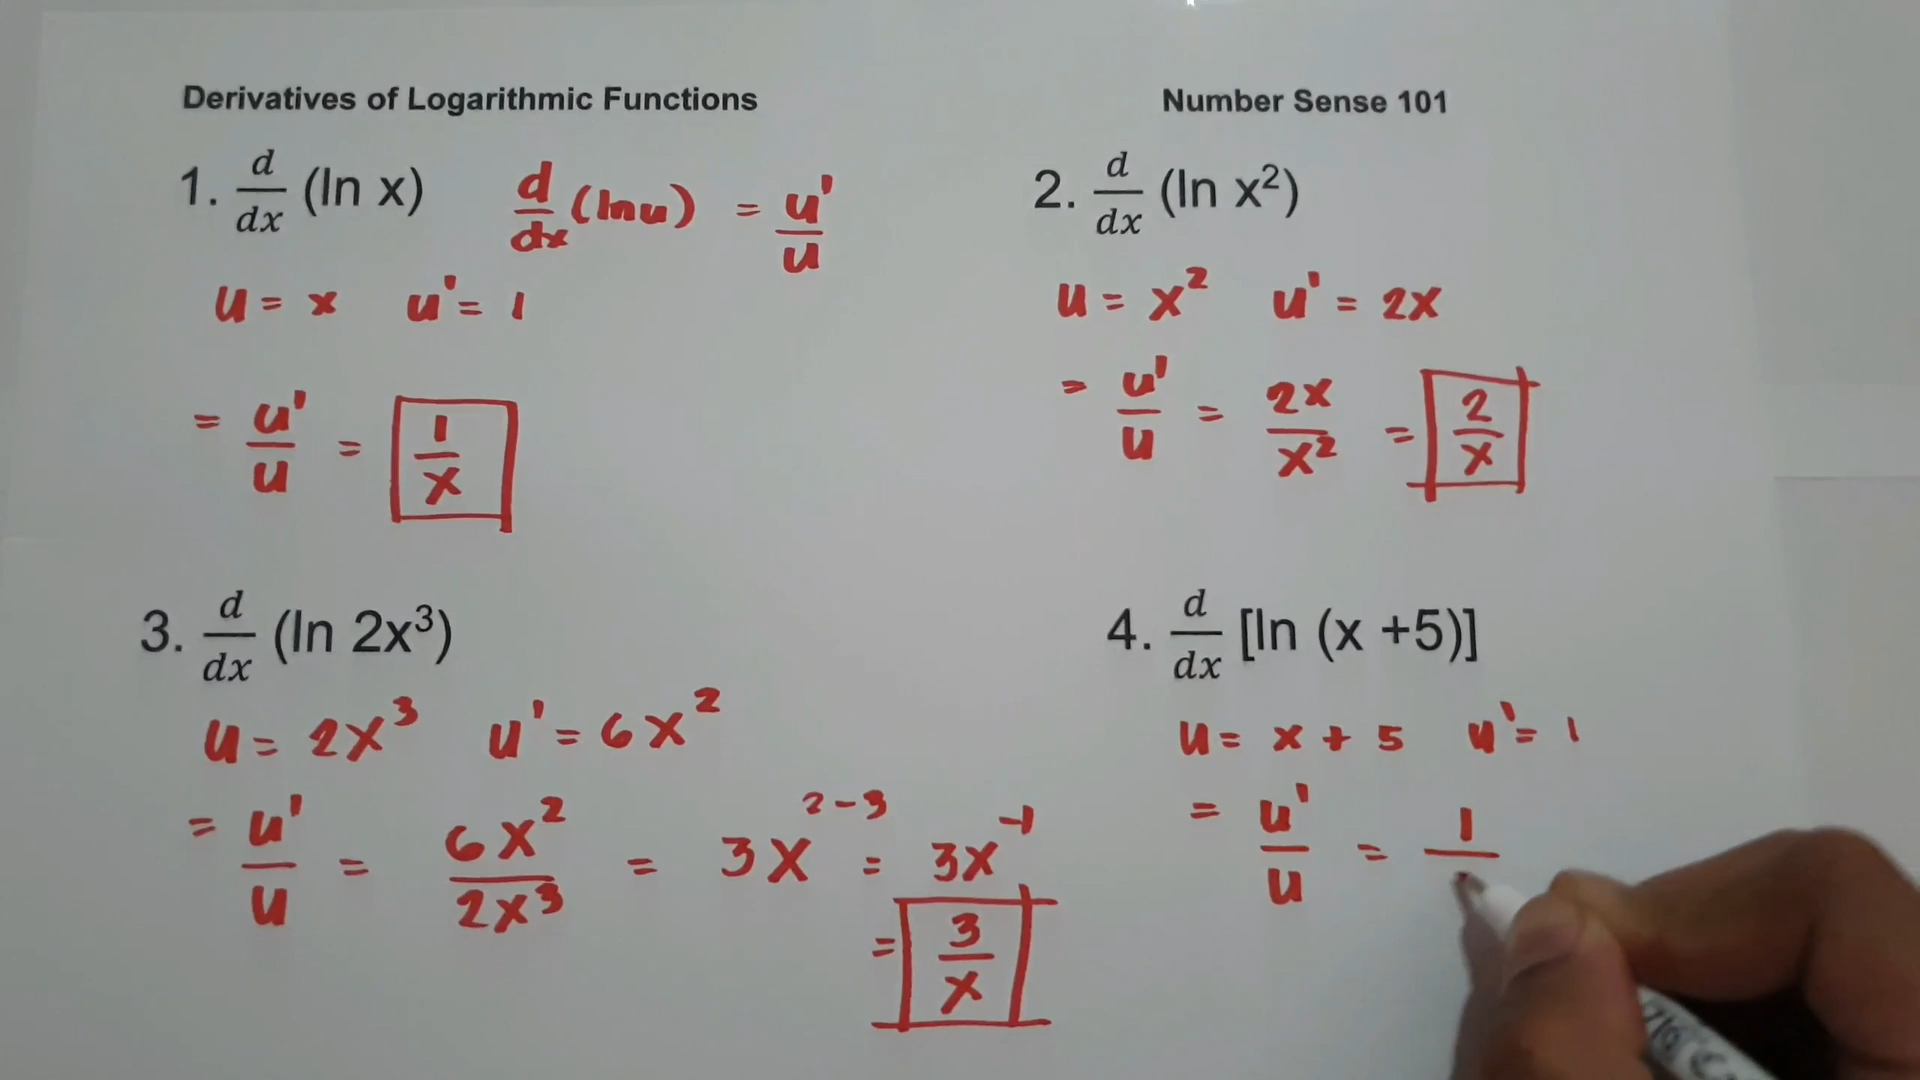 Derivatives of Logarithmic Functions
Number Sense 101
1. d/dx (ln x)
d/dx (lnu) = u'/u
u = x u' = 1
= u'/u = 1/x
2. d/dx (ln x²)
u = x² u' = 2x
= u'/u = 2x/x² = 2/x
3. d/dx (ln 2x³)
u = 2x³ u' = 6x²
= u'/u = 6x²/2x³ = 3x²⁻³ = 3x⁻¹
= 3/x
4. d/dx [ln (x +5)]
u = x + 5 u' = 1
= u'/u = 1/